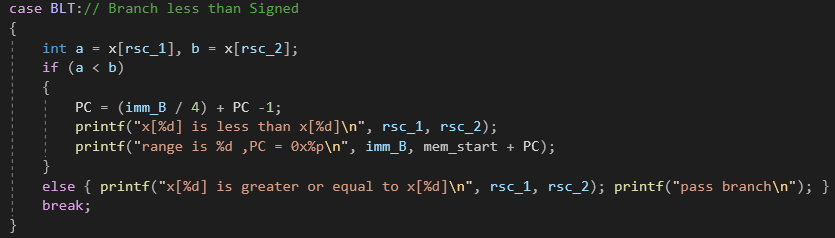 case BLT:// Branch less than Signed
{
int a = x[rsc_1], b = x[rsc_2];
if (a < b)
{
PC = (imm_B / 4) + PC -1;
printf("x[%d] is less than x[%d]\n", rsc_1, rsc_2);
printf("range is %d ,PC = 0x%p\n", imm_B, mem_start + PC);
}
else { printf("x[%d] is greater or equal to x[%d]\n", rsc_1, rsc_2); printf("pass branch\n"); }
break;
}